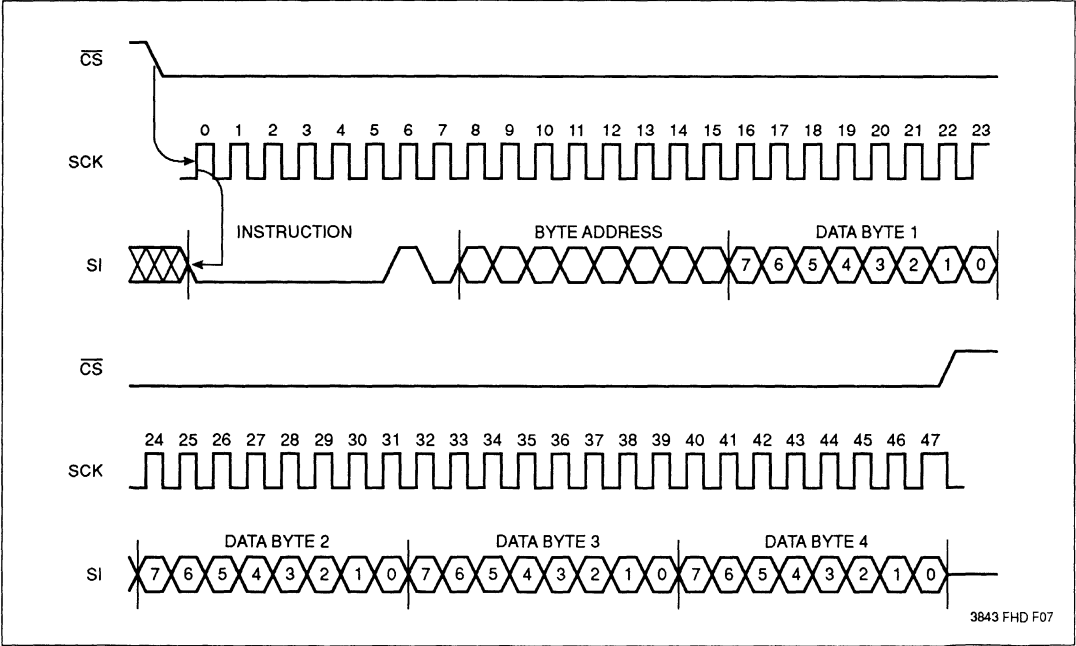 CS
0 1 2 3 4 5 6 7 8 9 10 11 12 13 14 15 16 17 18 19 20 21 22 23
SCK
INSTRUCTION BYTE ADDRESS DATA BYTE 1
SI 7 6 5 4 3 2 1 0
CS
24 25 26 27 28 29 30 31 32 33 34 35 36 37 38 39 40 41 42 43 44 45 46 47
SCK
DATA BYTE 2 DATA BYTE 3 DATA BYTE 4
SI 7 6 5 4 3 2 1 0 7 6 5 4 3 2 1 0 7 6 5 4 3 2 1 0
3843 FHD F07